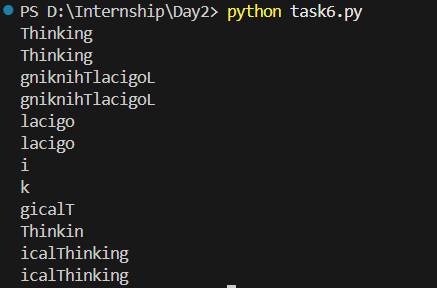 PS D:\Internship\Day2> python task6.py
Thinking
Thinking
gniknihTlacigoL
gniknihTlacigoL
lacigo
lacigo
i
k
gicalT
Thinkin
icalThinking
icalThinking